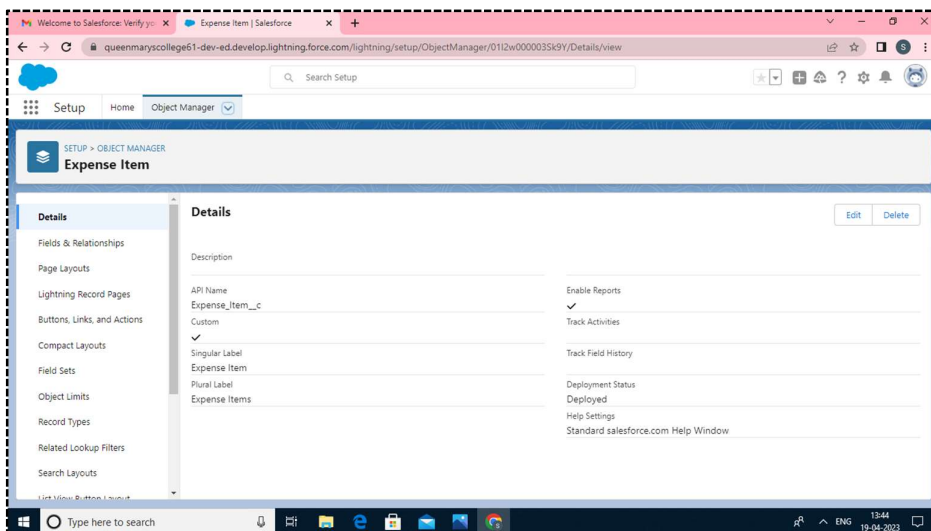 Welcome to Salesforce: Verify yo
Expense Item | Salesforce
queenmaryscollege61-dev-ed.develop.lightning.force.com/lightning/setup/ObjectManager/01I2w000003Sk9Y/Details/view
S
Search Setup
Setup
Home
Object Manager
SETUP > OBJECT MANAGER
Expense Item
Details
Fields & Relationships
Page Layouts
Lightning Record Pages
Buttons, Links, and Actions
Compact Layouts
Field Sets
Object Limits
Record Types
Related Lookup Filters
Search Layouts
List View Button Layout
Details
Edit
Delete
Description
API Name
Expense_Item__c
Custom
Singular Label
Expense Item
Plural Label
Expense Items
Enable Reports
Track Activities
Track Field History
Deployment Status
Deployed
Help Settings
Standard salesforce.com Help Window
Type here to search
ENG
13:44
19-04-2023